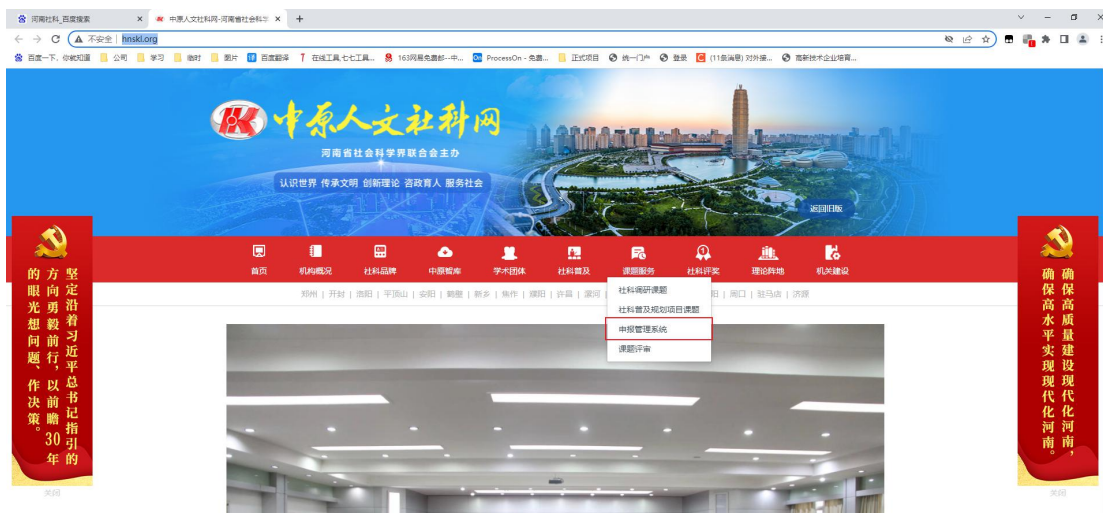 河南社科_百度搜索
中原人文社科网-河南省社会科学
不安全 | hnskl.org
百度一下，你就知道 公司 学习 临时 图片 百度翻译 在线工具,七七工具... 163网易免费邮--中... ProcessOn - 免费... 正式项目 统一门户 登录 (11条消息) 对外接... 高新技术企业培育...
中原人文社科网
河南省社会科学界联合会主办
认识世界 传承文明 创新理论 咨政育人 服务社会
返回旧版
首页 机构概况 社科品牌 中原智库 学术团体 社科普及 课题服务 社科评奖 理论阵地 机关建设
郑州 | 开封 | 洛阳 | 平顶山 | 安阳 | 鹤壁 | 新乡 | 焦作 | 濮阳 | 许昌 | 漯河 | 阳 | 周口 | 驻马店 | 济源
社科调研课题
社科普及规划项目课题
申报管理系统
课题评审
坚定沿着习近平总书记指引的
方向勇毅前行，以前瞻30年
的眼光想问题、作决策。
关闭
确保高质量建设现代化河南，
确保高水平实现现代化河南。
关闭